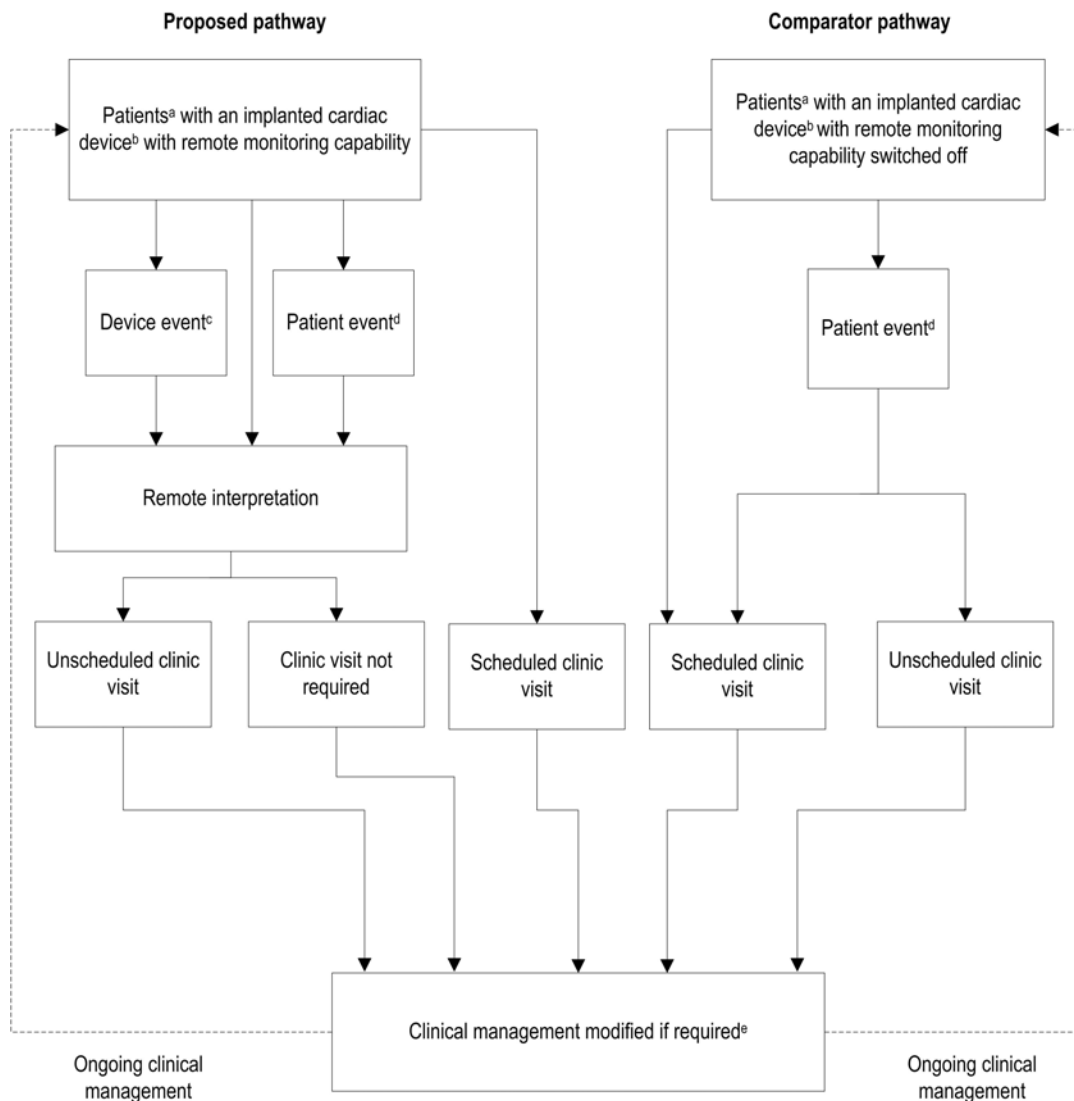 Proposed pathway
Comparator pathway
Patientsᵃ with an implanted cardiac
deviceᵇ with remote monitoring capability
Patientsᵃ with an implanted cardiac
deviceᵇ with remote monitoring
capability switched off
Device eventᶜ
Patient eventᵈ
Patient eventᵈ
Remote interpretation
Unscheduled clinic
visit
Clinic visit not
required
Scheduled clinic
visit
Scheduled clinic
visit
Unscheduled clinic
visit
Clinical management modified if requiredᵉ
Ongoing clinical
management
Ongoing clinical
management